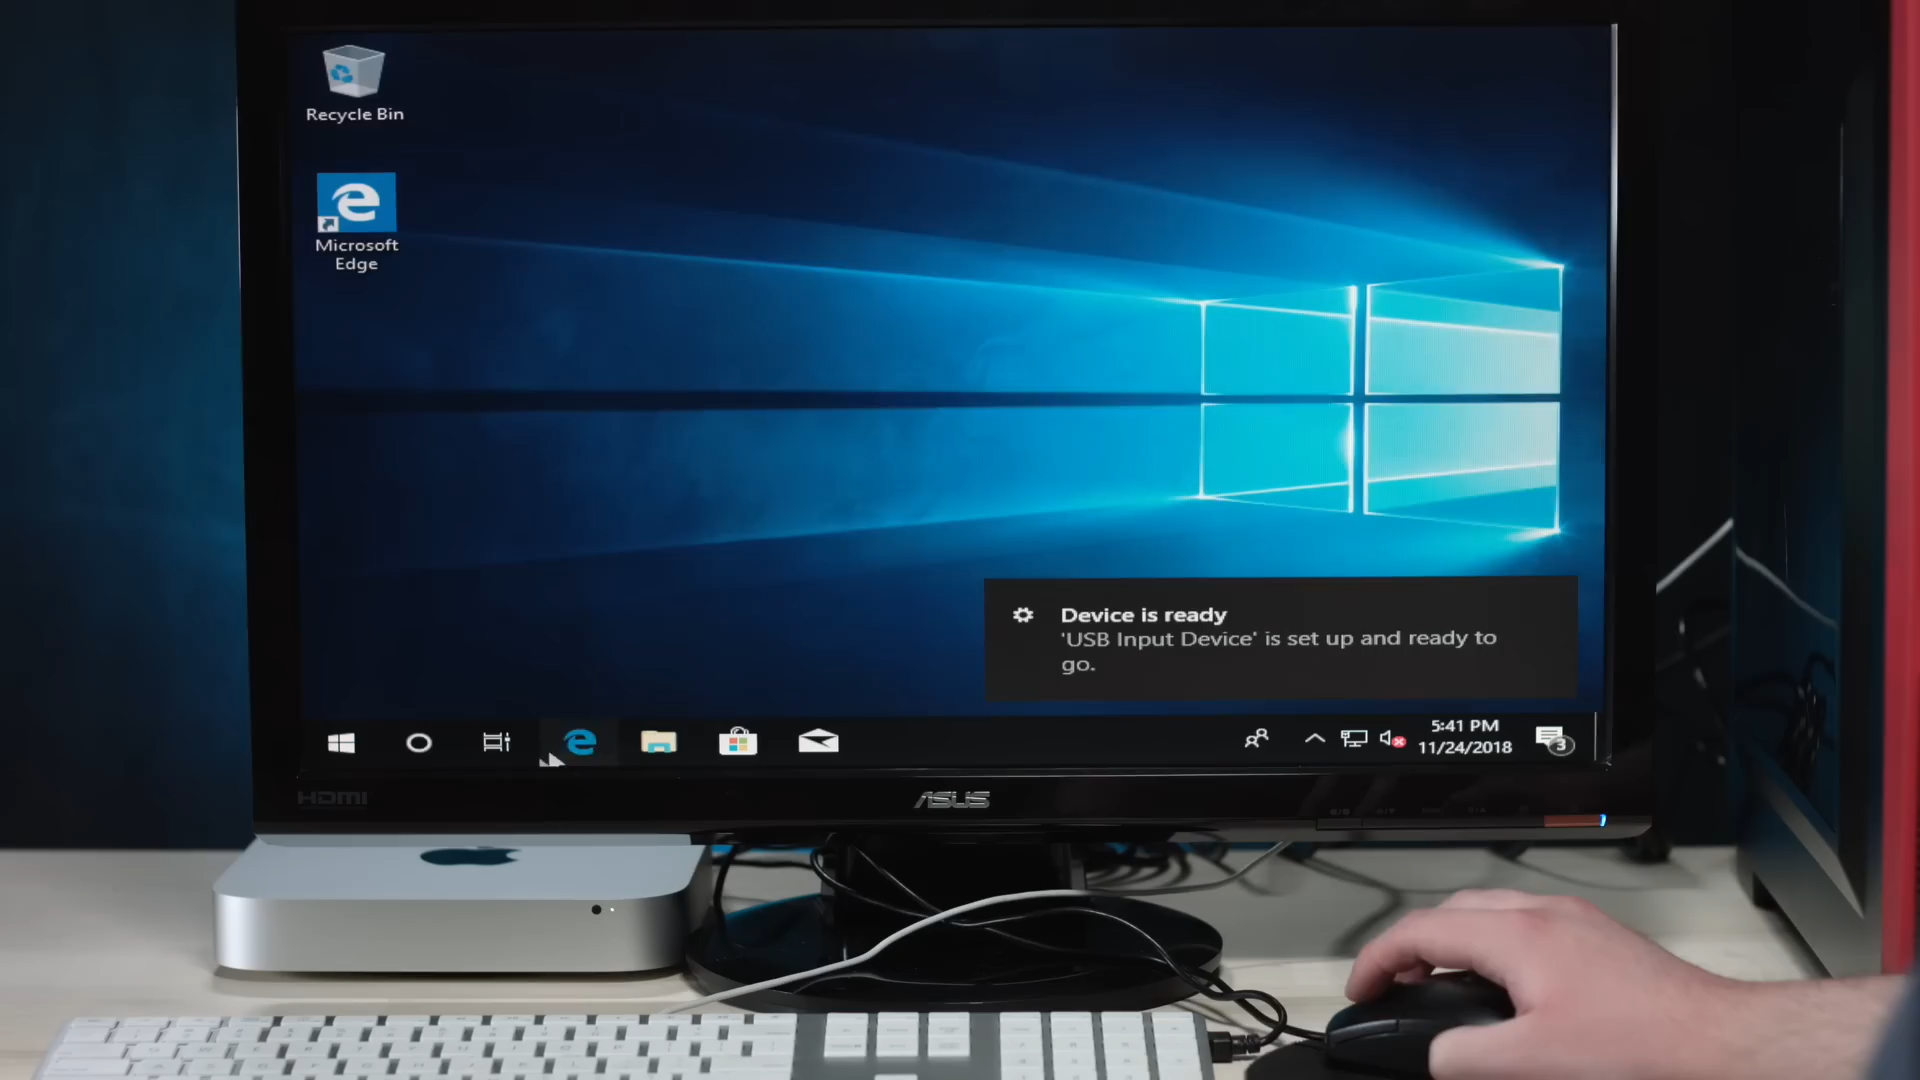 Recycle Bin
Microsoft
Edge
Device is ready
'USB Input Device' is set up and ready to
go.
5:41 PM
11/24/2018
3
HDMI
ASUS